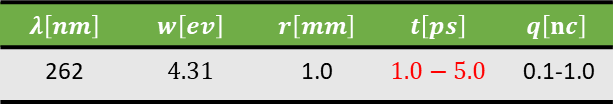 λ[nm] w[ev] r[mm] t[ps] q[nc]
262 4.31 1.0 1.0 − 5.0 0.1-1.0